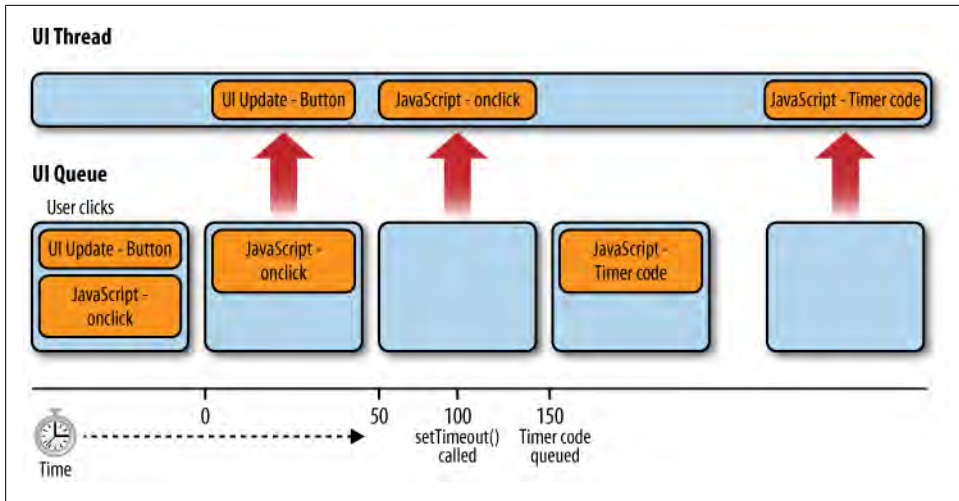 UI Thread
UI Update - Button
JavaScript - onclick
JavaScript - Timer code
UI Queue
User clicks
UI Update - Button
JavaScript -
onclick
JavaScript -
onclick
JavaScript -
Timer code
0
50
100
150
setTimeout()
called
Timer code
queued
Time